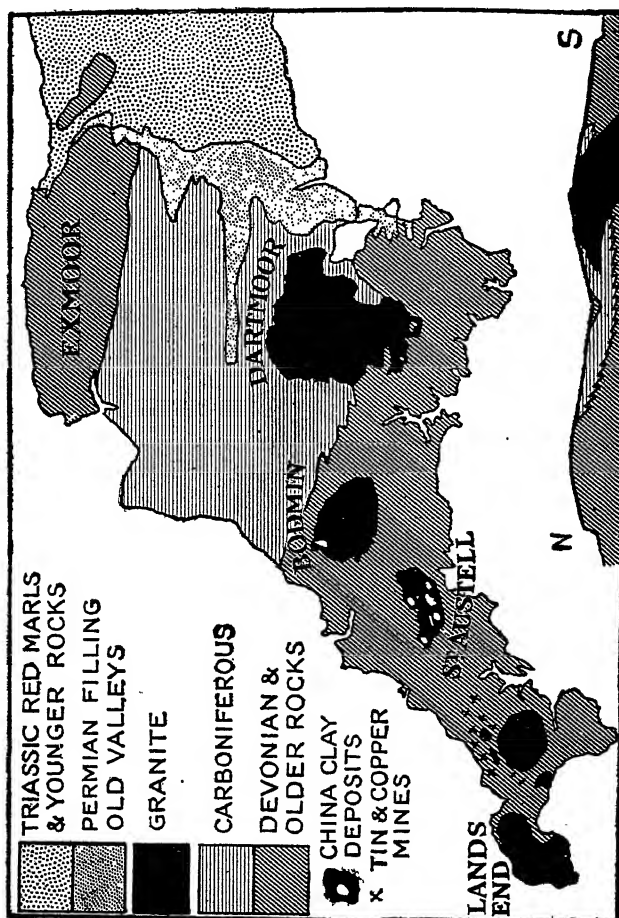 TRIASSIC RED MARLS
& YOUNGER ROCKS
PERMIAN FILLING
OLD VALLEYS
GRANITE
CARBONIFEROUS
DEVONIAN &
OLDER ROCKS
CHINA CLAY
DEPOSITS
x TIN & COPPER
MINES
EXMOOR
DARTMOOR
BODMIN
ST AUSTELL
LANDS
END
N
S